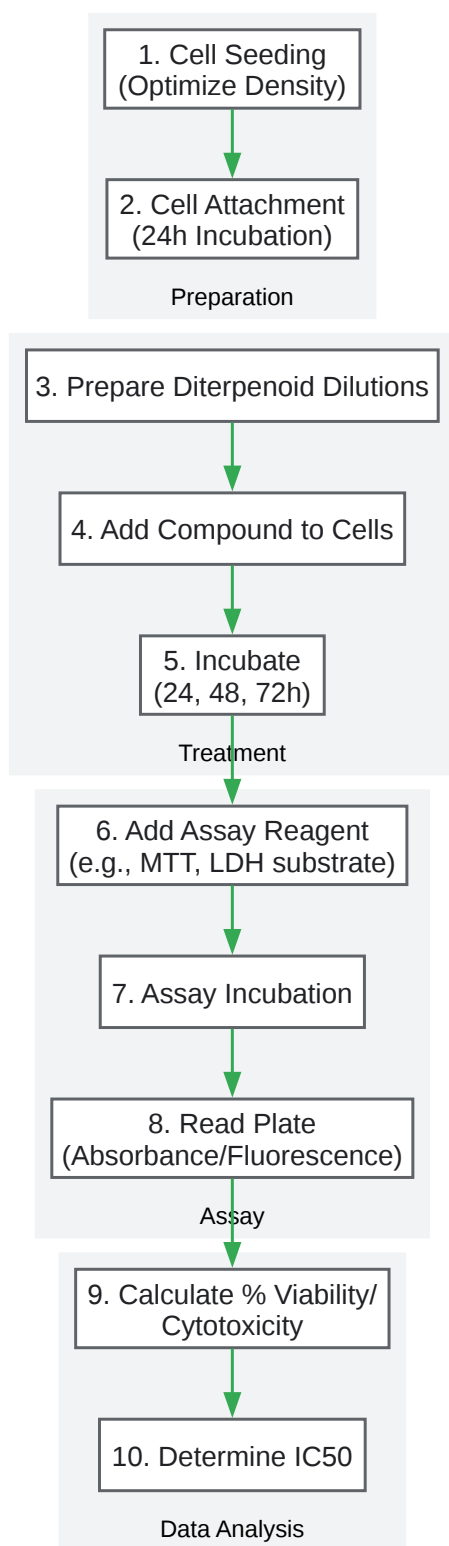 1. Cell Seeding
(Optimize Density)
2. Cell Attachment
(24h Incubation)
Preparation
3. Prepare Diterpenoid Dilutions
4. Add Compound to Cells
5. Incubate
(24, 48, 72h)
Treatment
6. Add Assay Reagent
(e.g., MTT, LDH substrate)
7. Assay Incubation
8. Read Plate
(Absorbance/Fluorescence)
Assay
9. Calculate % Viability/
Cytotoxicity
10. Determine IC50
Data Analysis